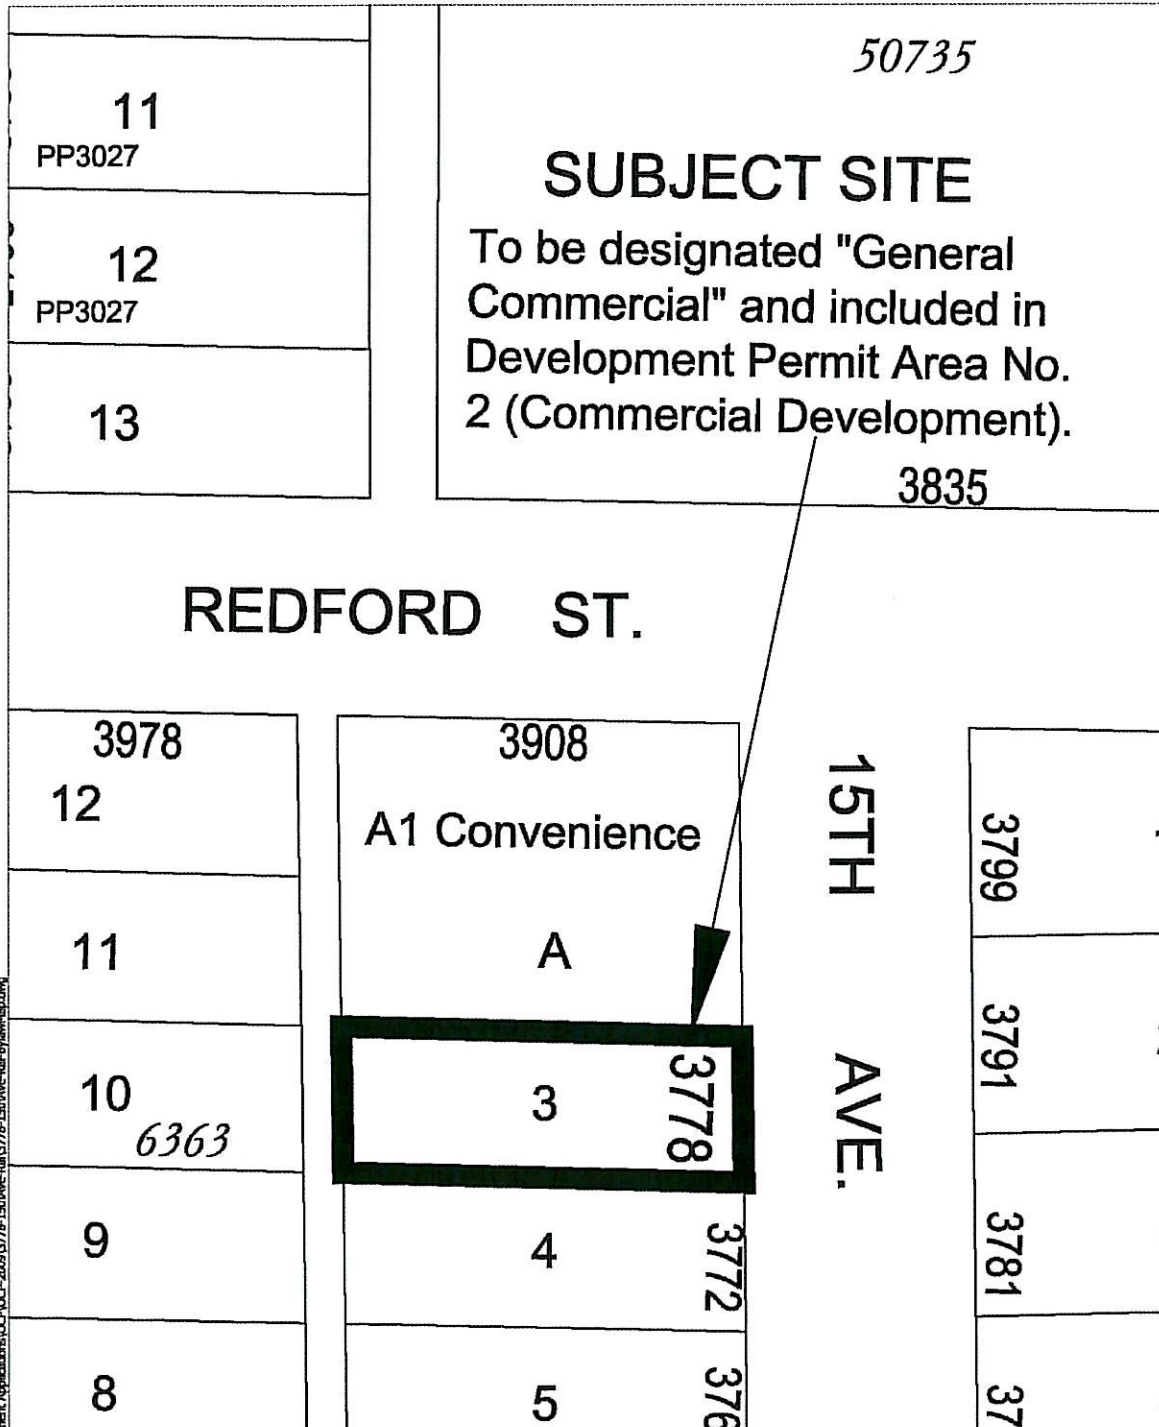 50735
11
PP3027
SUBJECT SITE
To be designated "General
Commercial" and included in
Development Permit Area No.
2 (Commercial Development).
12
PP3027
13
3835
REDFORD ST.
3978
12
3908
A1 Convenience
15TH AVE.
3799
11
A
3791
10
6363
3
3778
9
4
3772
3781
8
5
376
37